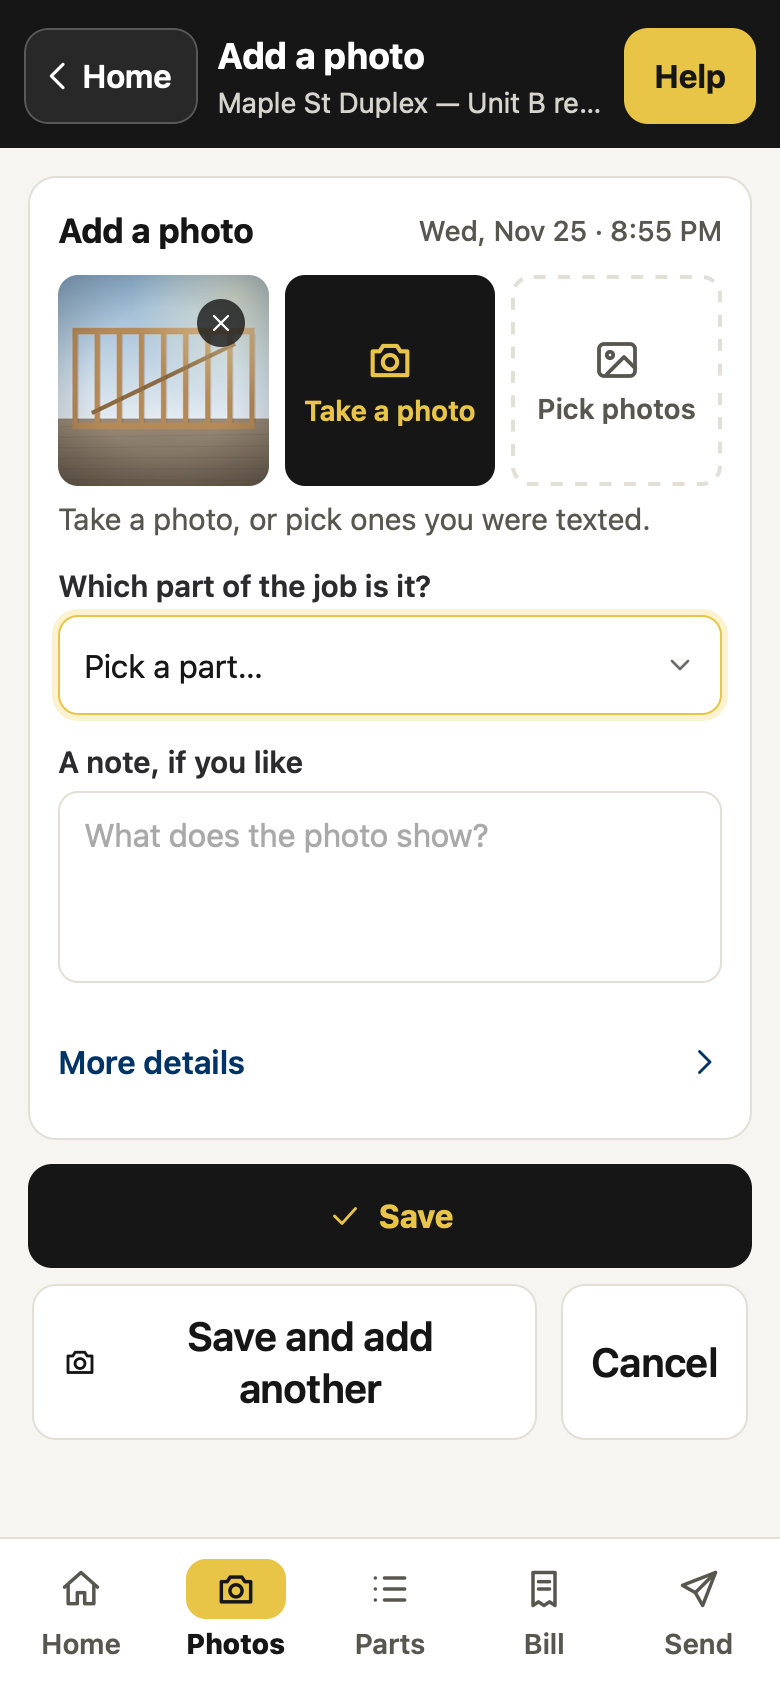 Home
Add a photo
Maple St Duplex — Unit B re...
Help
Add a photo
Wed, Nov 25 · 8:55 PM
Take a photo
Pick photos
Take a photo, or pick ones you were texted.
Which part of the job is it?
Pick a part...
A note, if you like
What does the photo show?
More details
Save
Save and add
another
Cancel
Home
Photos
Parts
Bill
Send